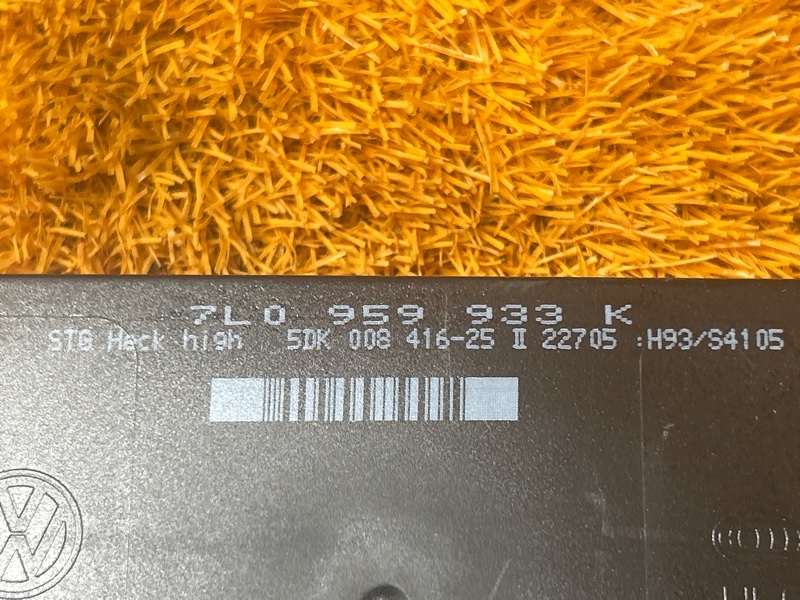 7L0 959 933 K
STG Heck high 5DK 008 416-25 II 22705 :H93/S4105